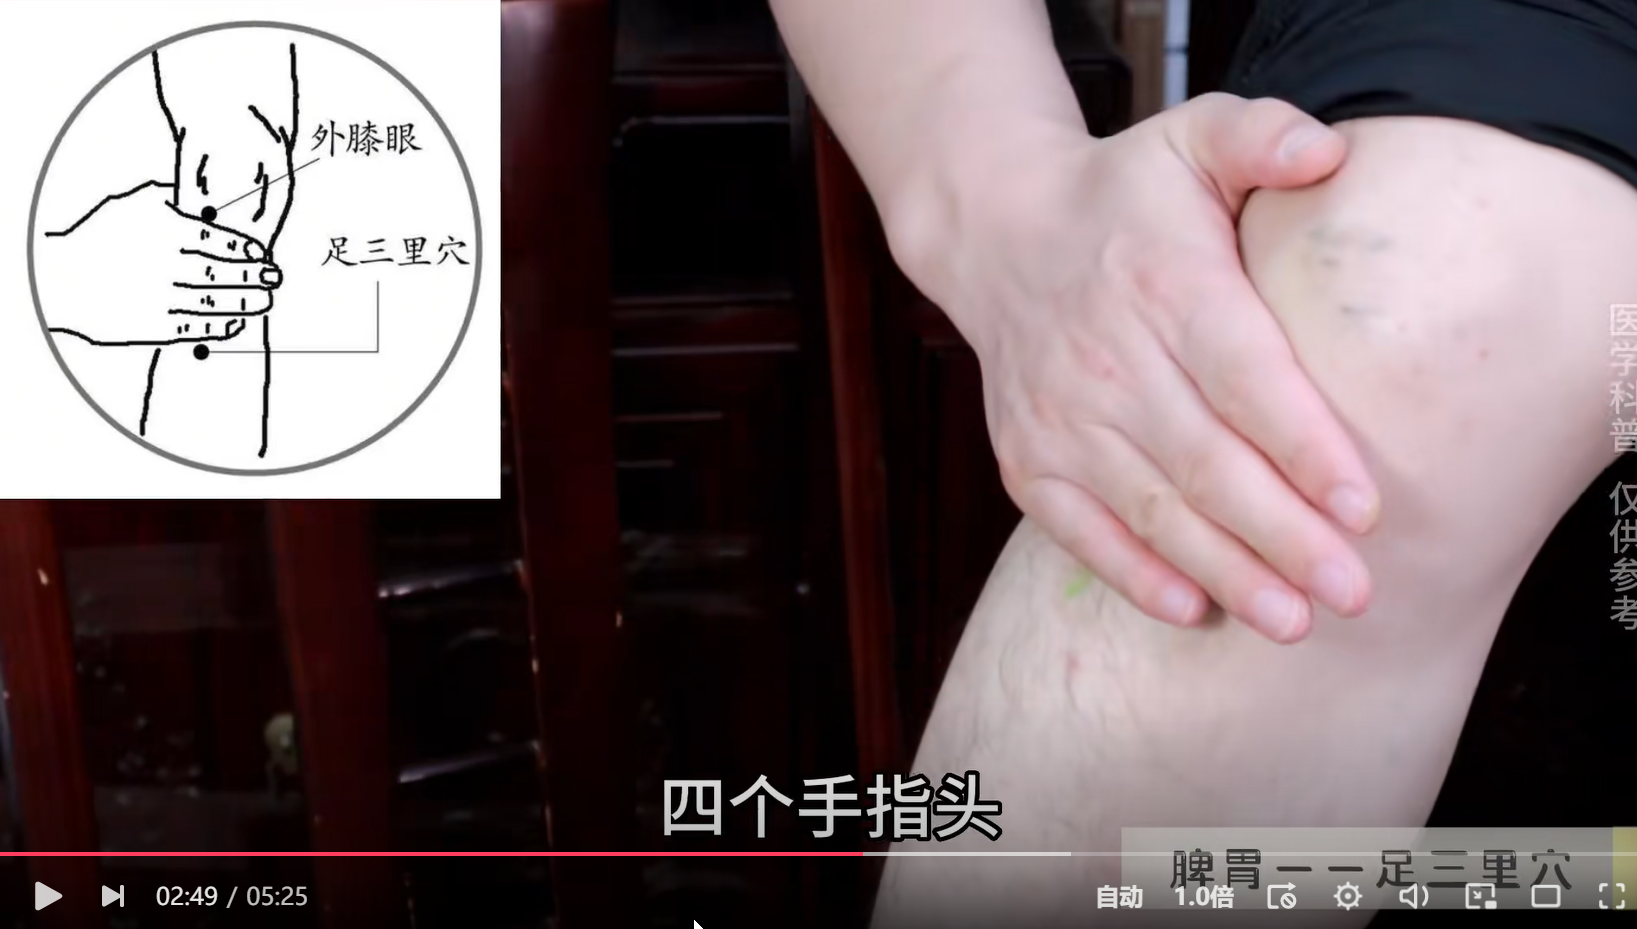 外膝眼
足三里穴
医学科普 仅供参考
四个手指头
脾胃——足三里穴
02:49 / 05:25
自动
1.0倍